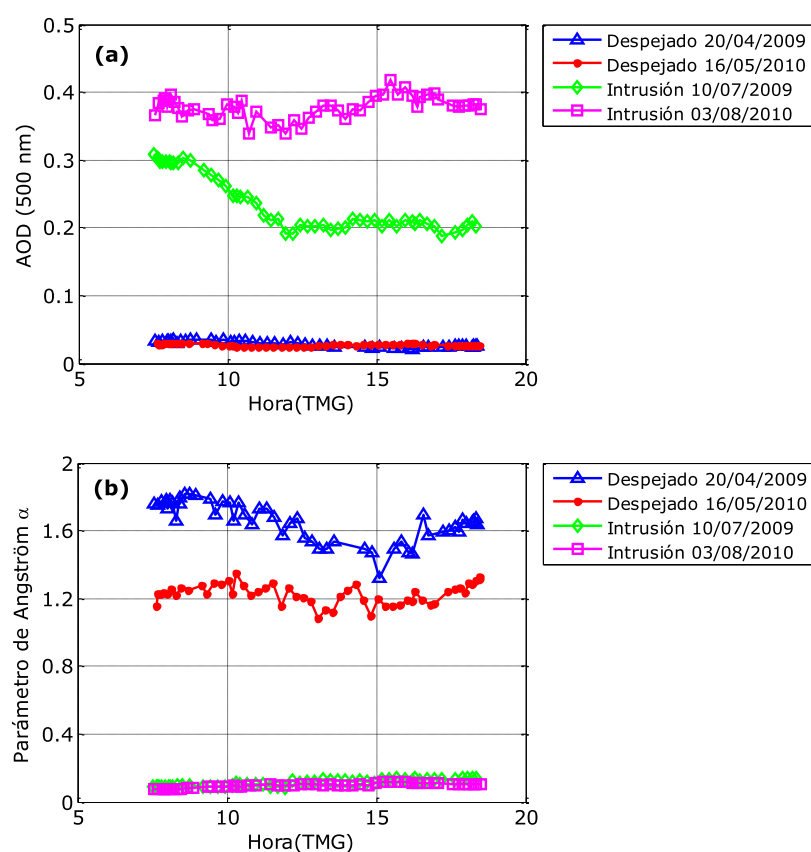 (a)
AOD (500 nm)
0.5
0.4
0.3
0.2
0.1
0
5
10
15
20
Hora(TMG)
Despejado 20/04/2009
Despejado 16/05/2010
Intrusión 10/07/2009
Intrusión 03/08/2010
(b)
Parámetro de Angström α
2
1.6
1.2
0.8
0.4
0
5
10
15
20
Hora(TMG)
Despejado 20/04/2009
Despejado 16/05/2010
Intrusión 10/07/2009
Intrusión 03/08/2010